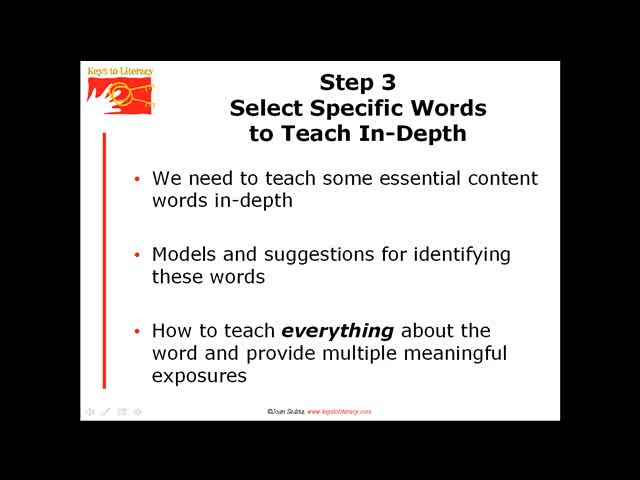 Keys to Literacy
Step 3
Select Specific Words
to Teach In-Depth
• We need to teach some essential content
words in-depth
• Models and suggestions for identifying
these words
• How to teach everything about the
word and provide multiple meaningful
exposures
©Joan Sedita, www.keystoliteracy.com